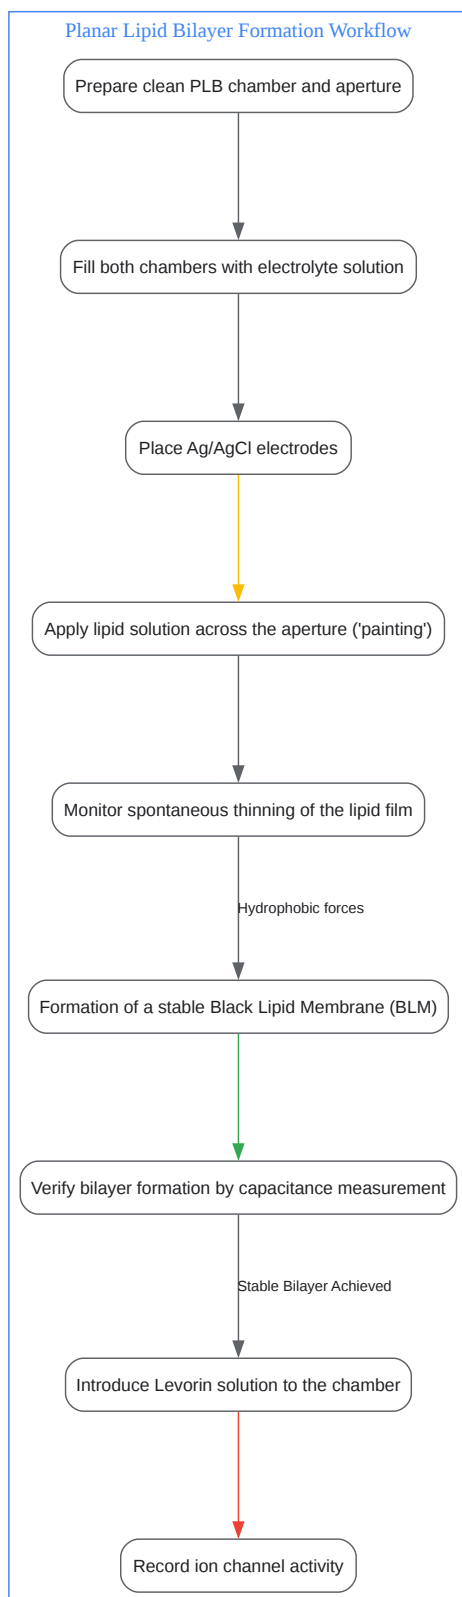 Planar Lipid Bilayer Formation Workflow
Prepare clean PLB chamber and aperture
Fill both chambers with electrolyte solution
Place Ag/AgCl electrodes
Apply lipid solution across the aperture ('painting')
Monitor spontaneous thinning of the lipid film
Hydrophobic forces
Formation of a stable Black Lipid Membrane (BLM)
Verify bilayer formation by capacitance measurement
Stable Bilayer Achieved
Introduce Levorin solution to the chamber
Record ion channel activity